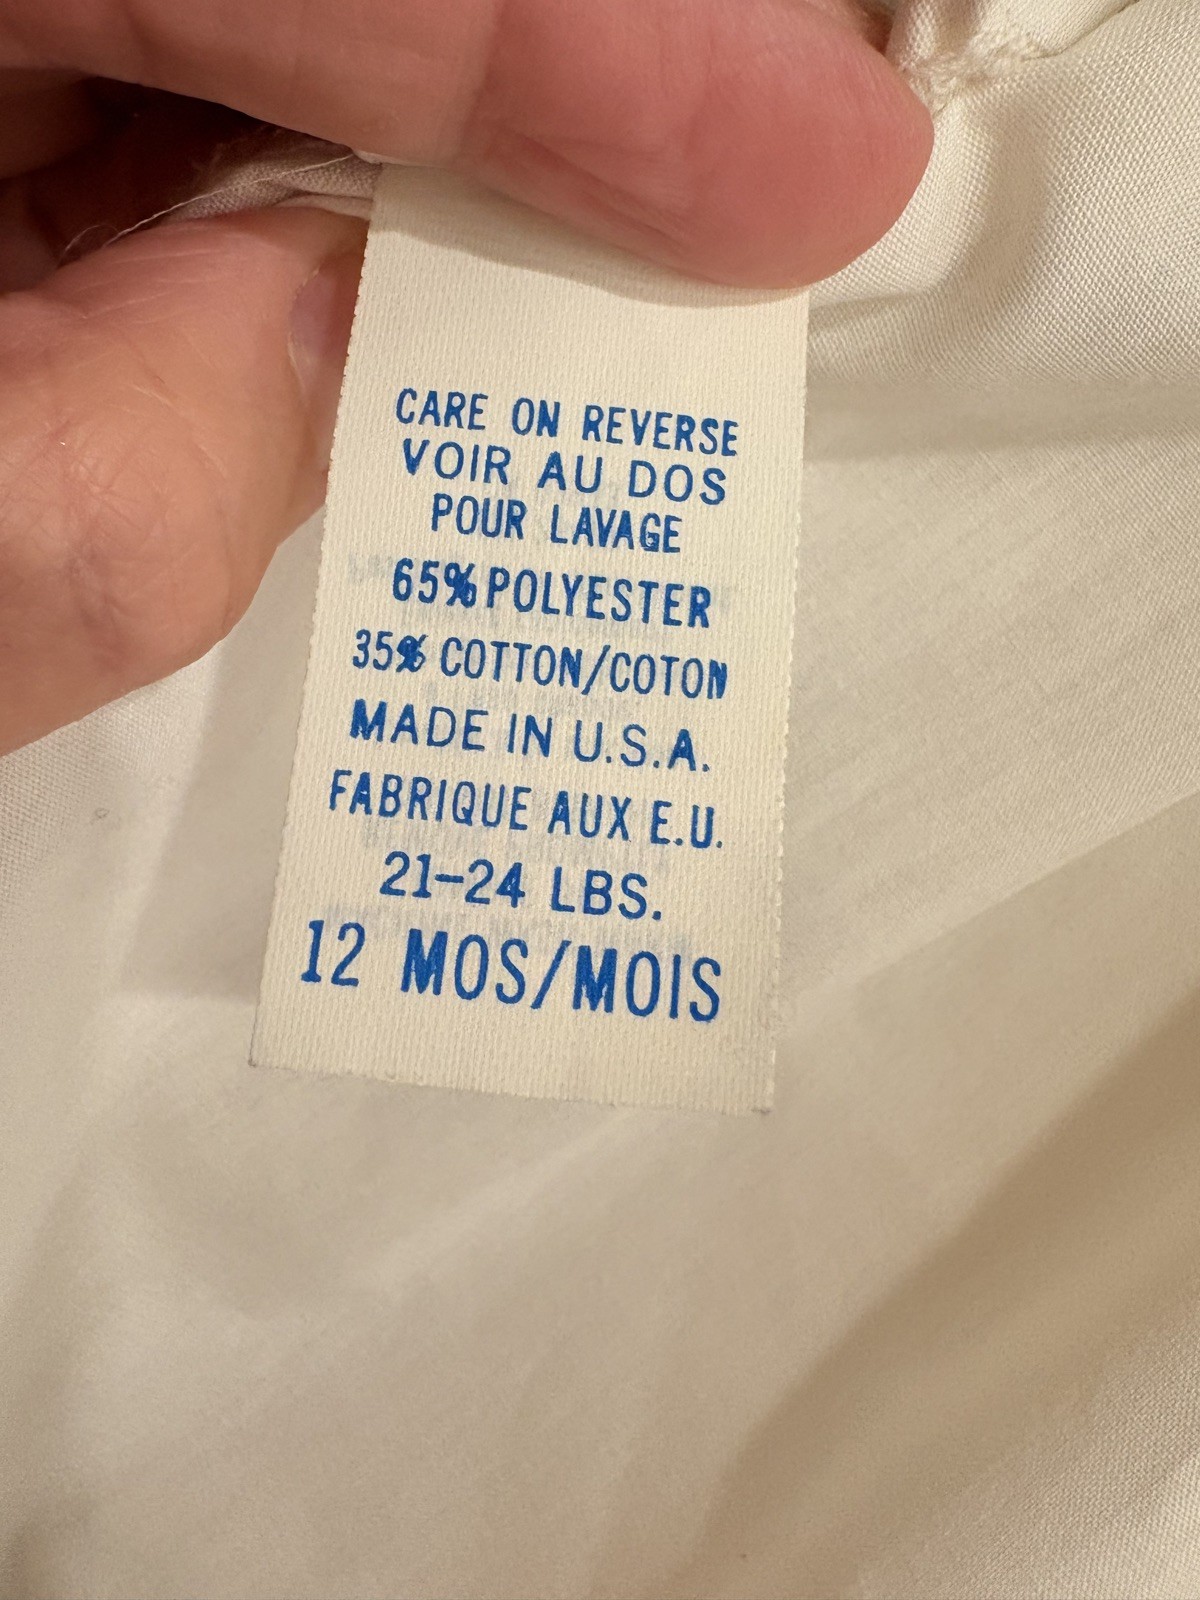 CARE ON REVERSE
VOIR AU DOS
POUR LAVAGE
65% POLYESTER
35% COTTON/COTON
MADE IN U.S.A.
FABRIQUE AUX E.U.
21-24 LBS.
12 MOS/MOIS